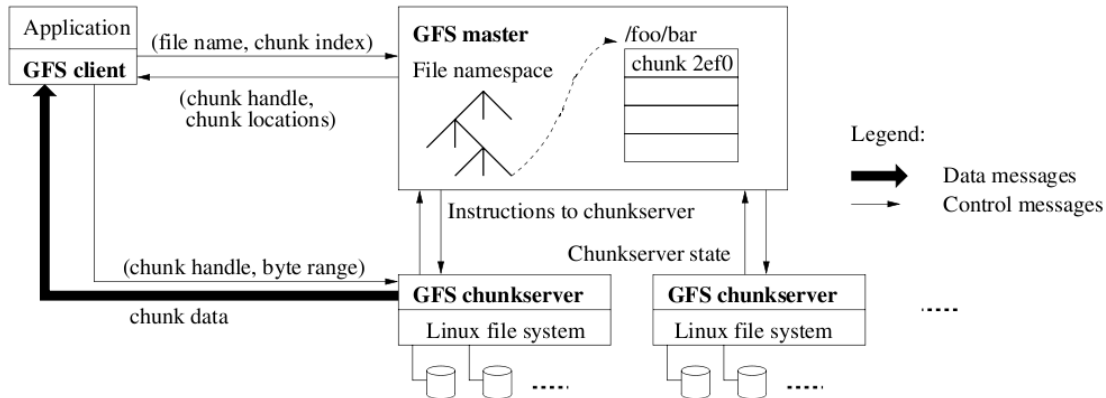 Application
GFS client
(file name, chunk index)
(chunk handle,
chunk locations)
GFS master
File namespace
/foo/bar
chunk 2ef0
Legend:
Data messages
Control messages
Instructions to chunkserver
Chunkserver state
(chunk handle, byte range)
chunk data
GFS chunkserver
Linux file system
GFS chunkserver
Linux file system